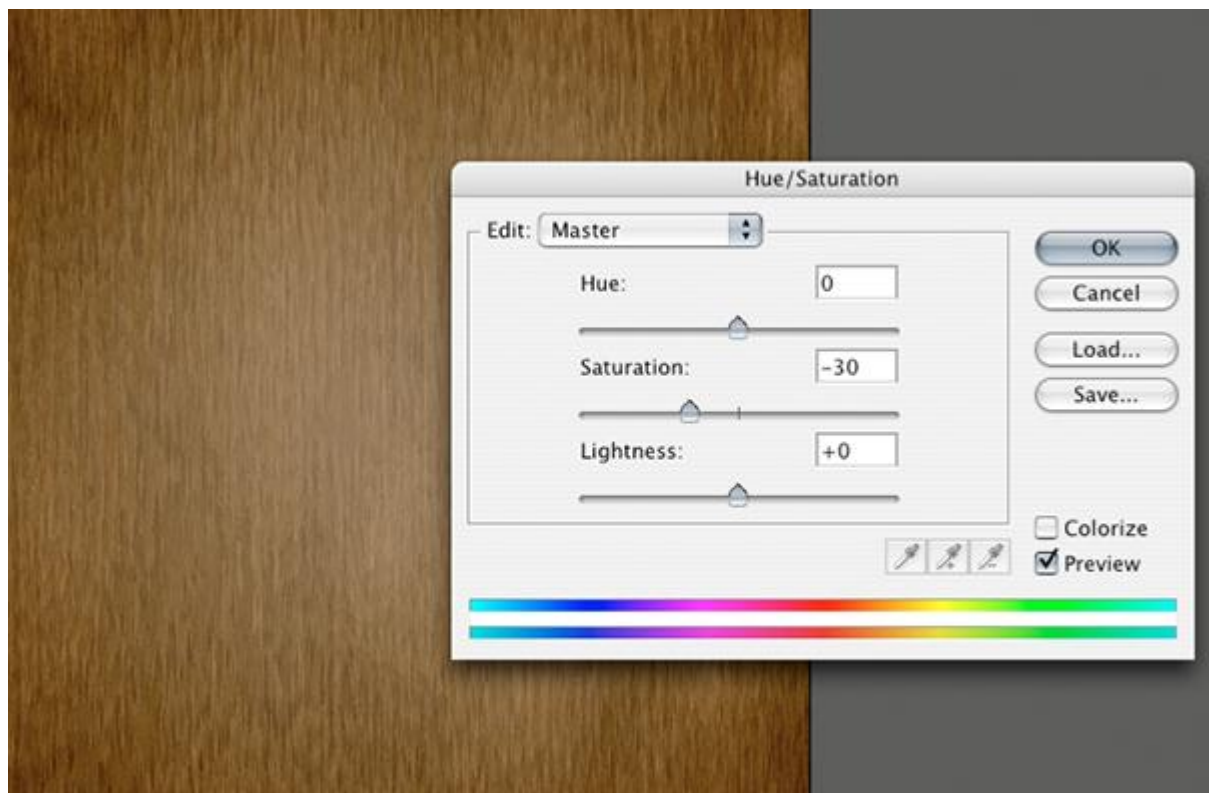 Hue/Saturation
Edit: Master
Hue: 0
Saturation: -30
Lightness: +0
OK
Cancel
Load...
Save...
Colorize
Preview